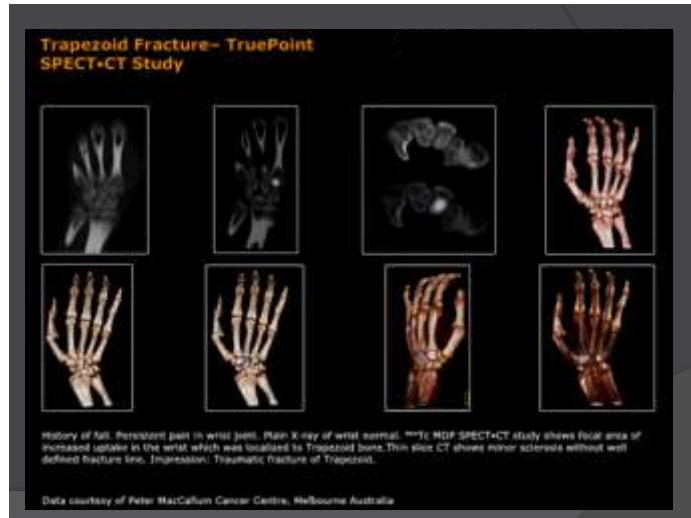 Trapezoid Fracture– TruePoint
SPECT•CT Study
History of fall. Persistent pain in wrist joint. Plain X-ray of wrist normal. ⁹⁹ᵐTc MDP SPECT•CT study shows focal area of
increased uptake in the wrist which was localized to Trapezoid bone.Thin slice CT shows minor sclerosis without well
defined fracture line. Impression: Traumatic fracture of Trapezoid.
Data courtesy of Peter MacCallum Cancer Centre, Melbourne Australia